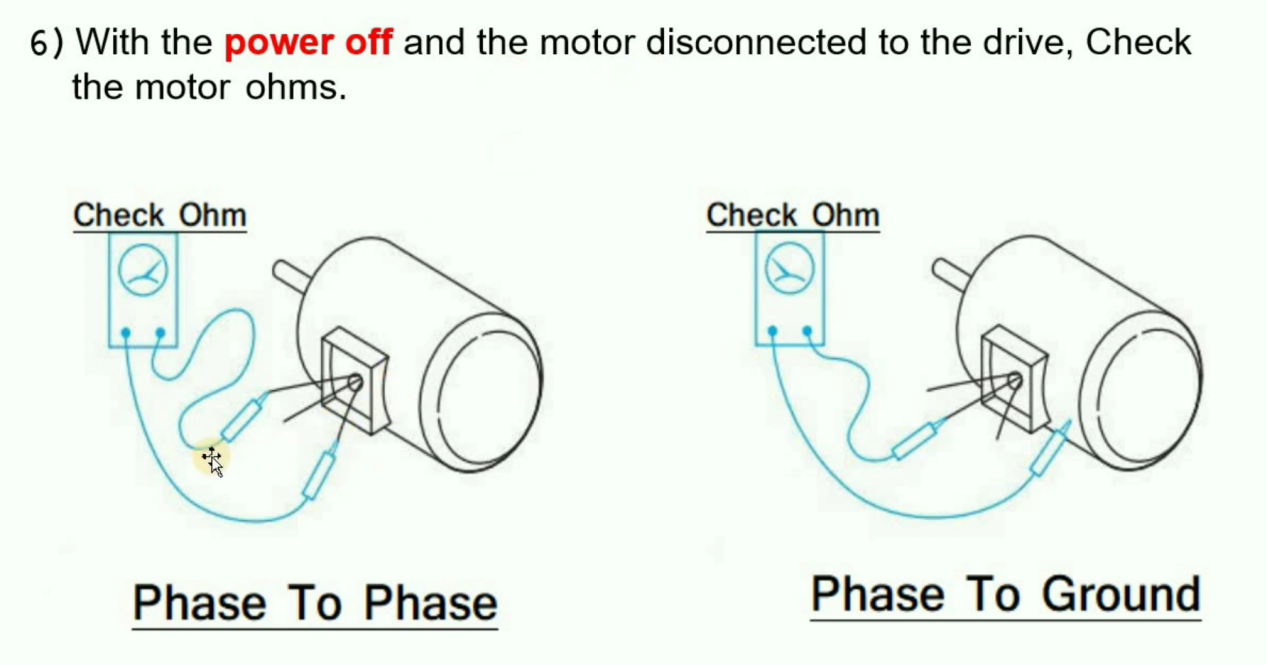 6) With the power off and the motor disconnected to the drive, Check
the motor ohms.
Check Ohm
Check Ohm
Phase To Phase
Phase To Ground